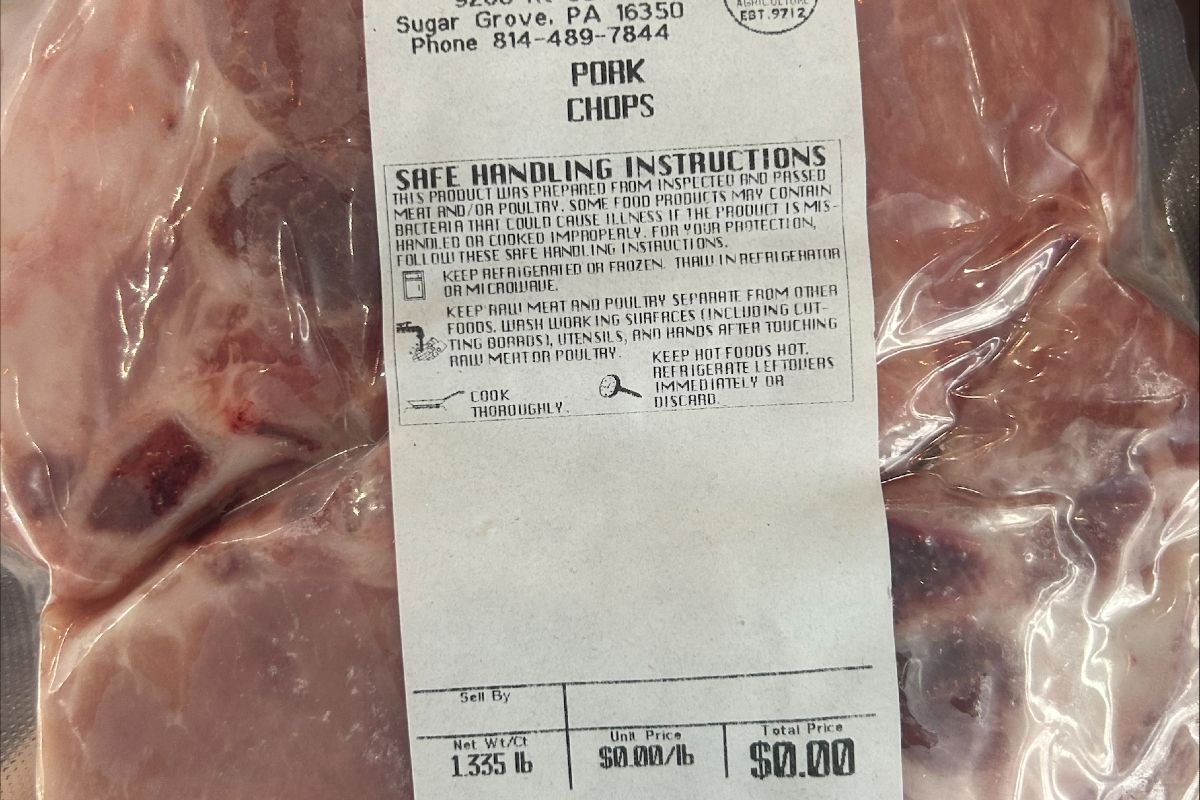 Sugar Grove, PA 16350
Phone 814-489-7844
AGRICULTURE
EST.9712
PORK
CHOPS
SAFE HANDLING INSTRUCTIONS
THIS PRODUCT WAS PREPARED FROM INSPECTED AND PASSED
MEAT AND/OR POULTRY. SOME FOOD PRODUCTS MAY CONTAIN
BACTERIA THAT COULD CAUSE ILLNESS IF THE PRODUCT IS MIS-
HANDLED OR COOKED IMPROPERLY. FOR YOUR PROTECTION,
FOLLOW THESE SAFE HANDLING INSTRUCTIONS.
KEEP REFRIGERATED OR FROZEN. THAW IN REFRIGERATOR
OR MICROWAVE.
KEEP RAW MEAT AND POULTRY SEPARATE FROM OTHER
FOODS. WASH WORKING SURFACES (INCLUDING CUT-
TING BOARDS), UTENSILS, AND HANDS AFTER TOUCHING
RAW MEAT OR POULTRY.
KEEP HOT FOODS HOT.
REFRIGERATE LEFTOVERS
IMMEDIATELY OR
DISCARD.
COOK
THOROUGHLY.
Sell By
Net Wt/Ct
1.335 lb
Unit Price
$0.00/lb
Total Price
$0.00